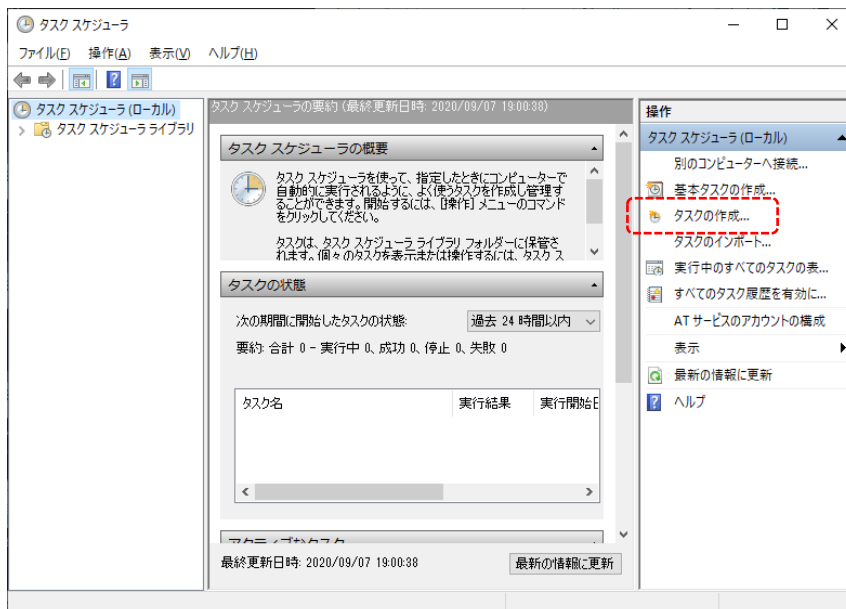 タスク スケジューラ
ファイル(F) 操作(A) 表示(V) ヘルプ(H)
タスク スケジューラ (ローカル)
タスク スケジューラ ライブラリ
タスク スケジューラの要約 (最終更新日時: 2020/09/07 19:00:38)
タスク スケジューラの概要
タスク スケジューラを使って、指定したときにコンピューターで
自動的に実行されるように、よく使うタスクを作成し管理す
ることができます。開始するには、[操作] メニューのコマンド
をクリックしてください。
タスクは、タスク スケジューラ ライブラリ フォルダーに保管さ
れます。個々のタスクを表示または操作するには、タスク ス
タスクの状態
次の期間に開始したタスクの状態:
過去 24 時間以内
要約: 合計 0 - 実行中 0、成功 0、停止 0、失敗 0
タスク名 実行結果 実行開始日
アクティブなタスク
最終更新日時: 2020/09/07 19:00:38
最新の情報に更新
操作
タスク スケジューラ (ローカル)
別のコンピューターへ接続...
基本タスクの作成...
タスクの作成...
タスクのインポート...
実行中のすべてのタスクの表...
すべてのタスク履歴を有効に...
AT サービスのアカウントの構成
表示
最新の情報に更新
ヘルプ